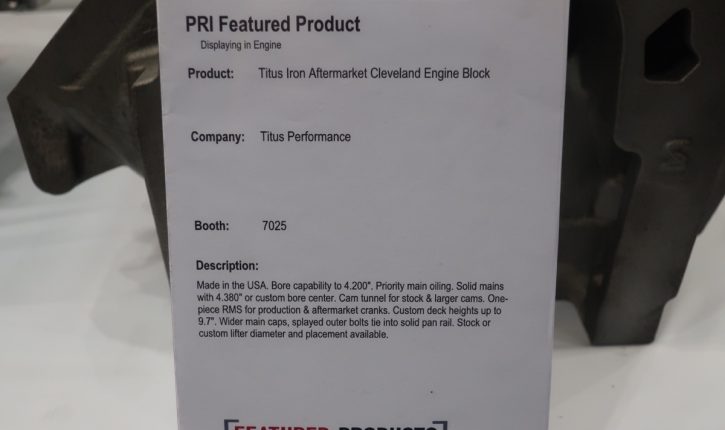 PRI Featured Product
Displaying in Engine
Product: Titus Iron Aftermarket Cleveland Engine Block
Company: Titus Performance
Booth: 7025
Description:
Made in the USA. Bore capability to 4.200". Priority main oiling. Solid mains
with 4.380" or custom bore center. Cam tunnel for stock & larger cams. One-
piece RMS for production & aftermarket cranks. Custom deck heights up to
9.7". Wider main caps, splayed outer bolts tie into solid pan rail. Stock or
custom lifter diameter and placement available.
FEATURED PRODUCTS
S